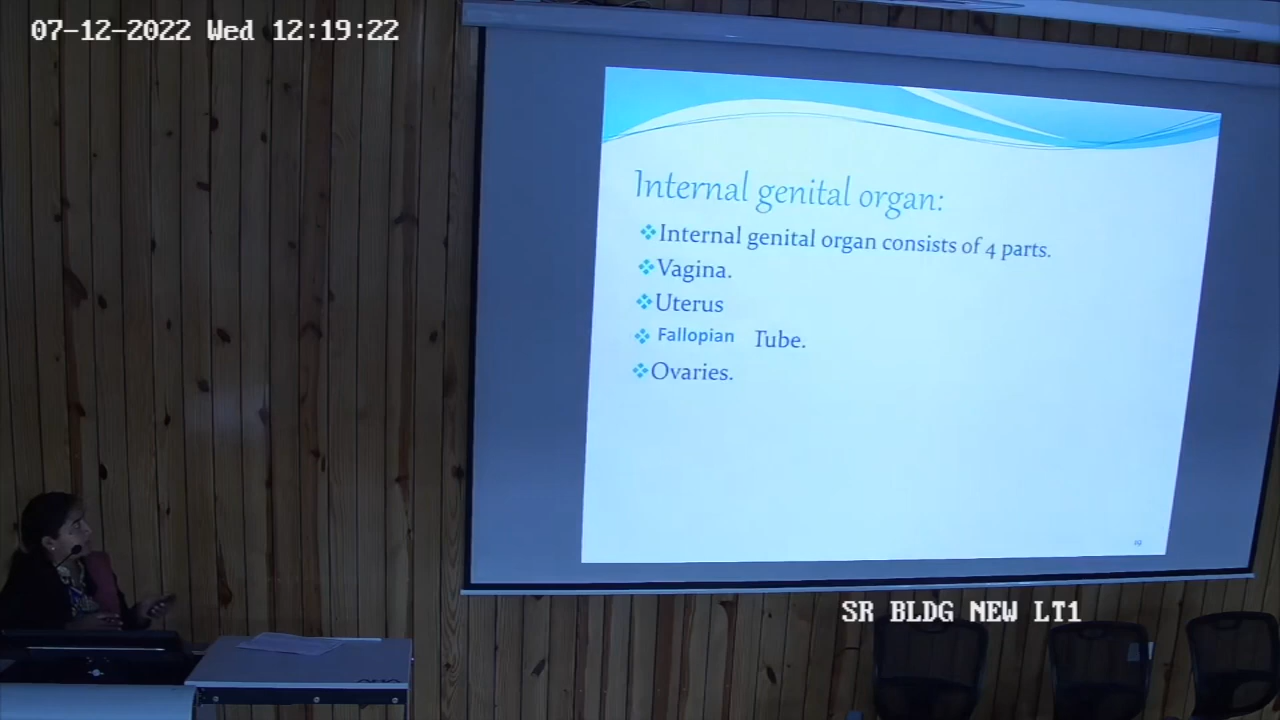 07-12-2022 Wed 12:19:22
Internal genital organ:
Internal genital organ consists of 4 parts.
Vagina.
Uterus
Fallopian Tube.
Ovaries.
19
SR BLDG NEW LT1